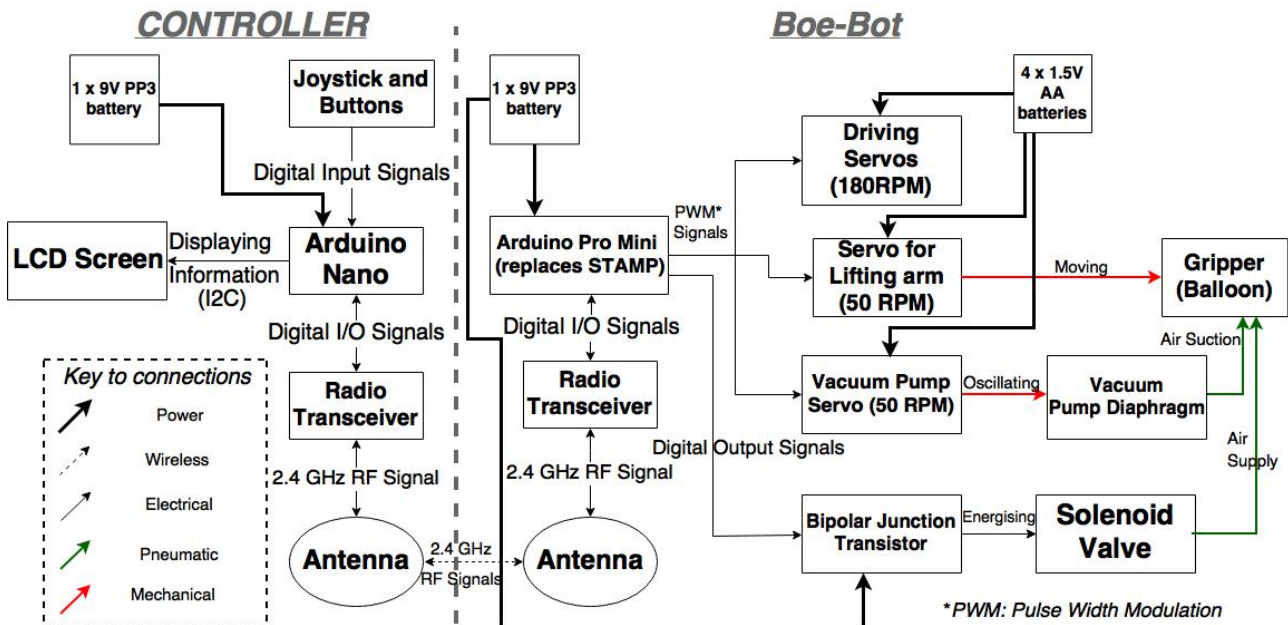 CONTROLLER
Boe-Bot
1 x 9V PP3
battery
Joystick and
Buttons
Digital Input Signals
Arduino
Nano
LCD Screen
Displaying
Information
(I2C)
Digital I/O Signals
Radio
Transceiver
2.4 GHz RF Signal
Antenna
Key to connections
Power
Wireless
Electrical
Pneumatic
Mechanical
2.4 GHz
RF Signals
1 x 9V PP3
battery
Arduino Pro Mini
(replaces STAMP)
Digital I/O Signals
Radio
Transceiver
2.4 GHz RF Signal
Antenna
4 x 1.5V
AA
batteries
Driving
Servos
(180RPM)
PWM*
Signals
Servo for
Lifting arm
(50 RPM)
Moving
Gripper
(Balloon)
Air Suction
Vacuum Pump
Servo (50 RPM)
Oscillating
Vacuum
Pump Diaphragm
Air
Supply
Digital Output Signals
Bipolar Junction
Transistor
Energising
Solenoid
Valve
*PWM: Pulse Width Modulation